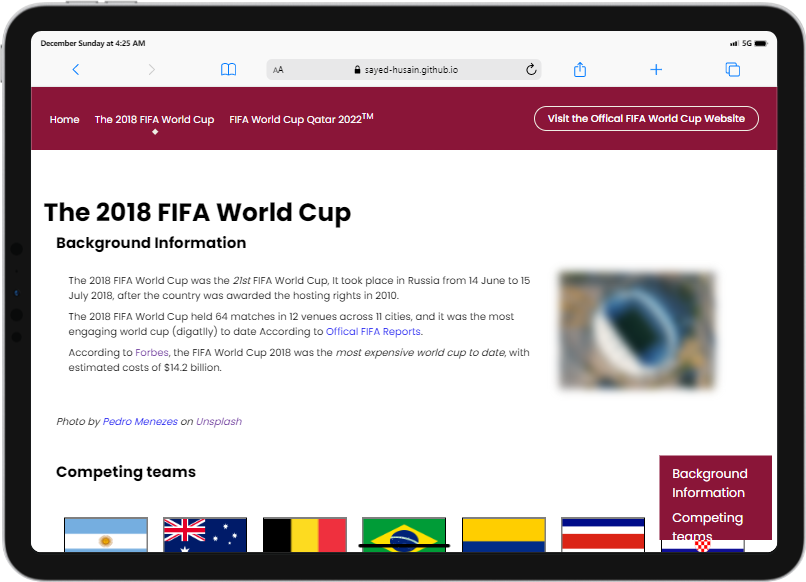 December Sunday at 4:25 AM
5G
AA
sayed-husain.github.io
Home
The 2018 FIFA World Cup
FIFA World Cup Qatar 2022TM
Visit the Offical FIFA World Cup Website
The 2018 FIFA World Cup
Background Information
The 2018 FIFA World Cup was the 21st FIFA World Cup, It took place in Russia from 14 June to 15
July 2018, after the country was awarded the hosting rights in 2010.
The 2018 FIFA World Cup held 64 matches in 12 venues across 11 cities, and it was the most
engaging world cup (digatlly) to date According to Offical FIFA Reports.
According to Forbes, the FIFA World Cup 2018 was the most expensive world cup to date, with
estimated costs of $14.2 billion.
Photo by Pedro Menezes on Unsplash
Competing teams
Background
Information
Competing
teams